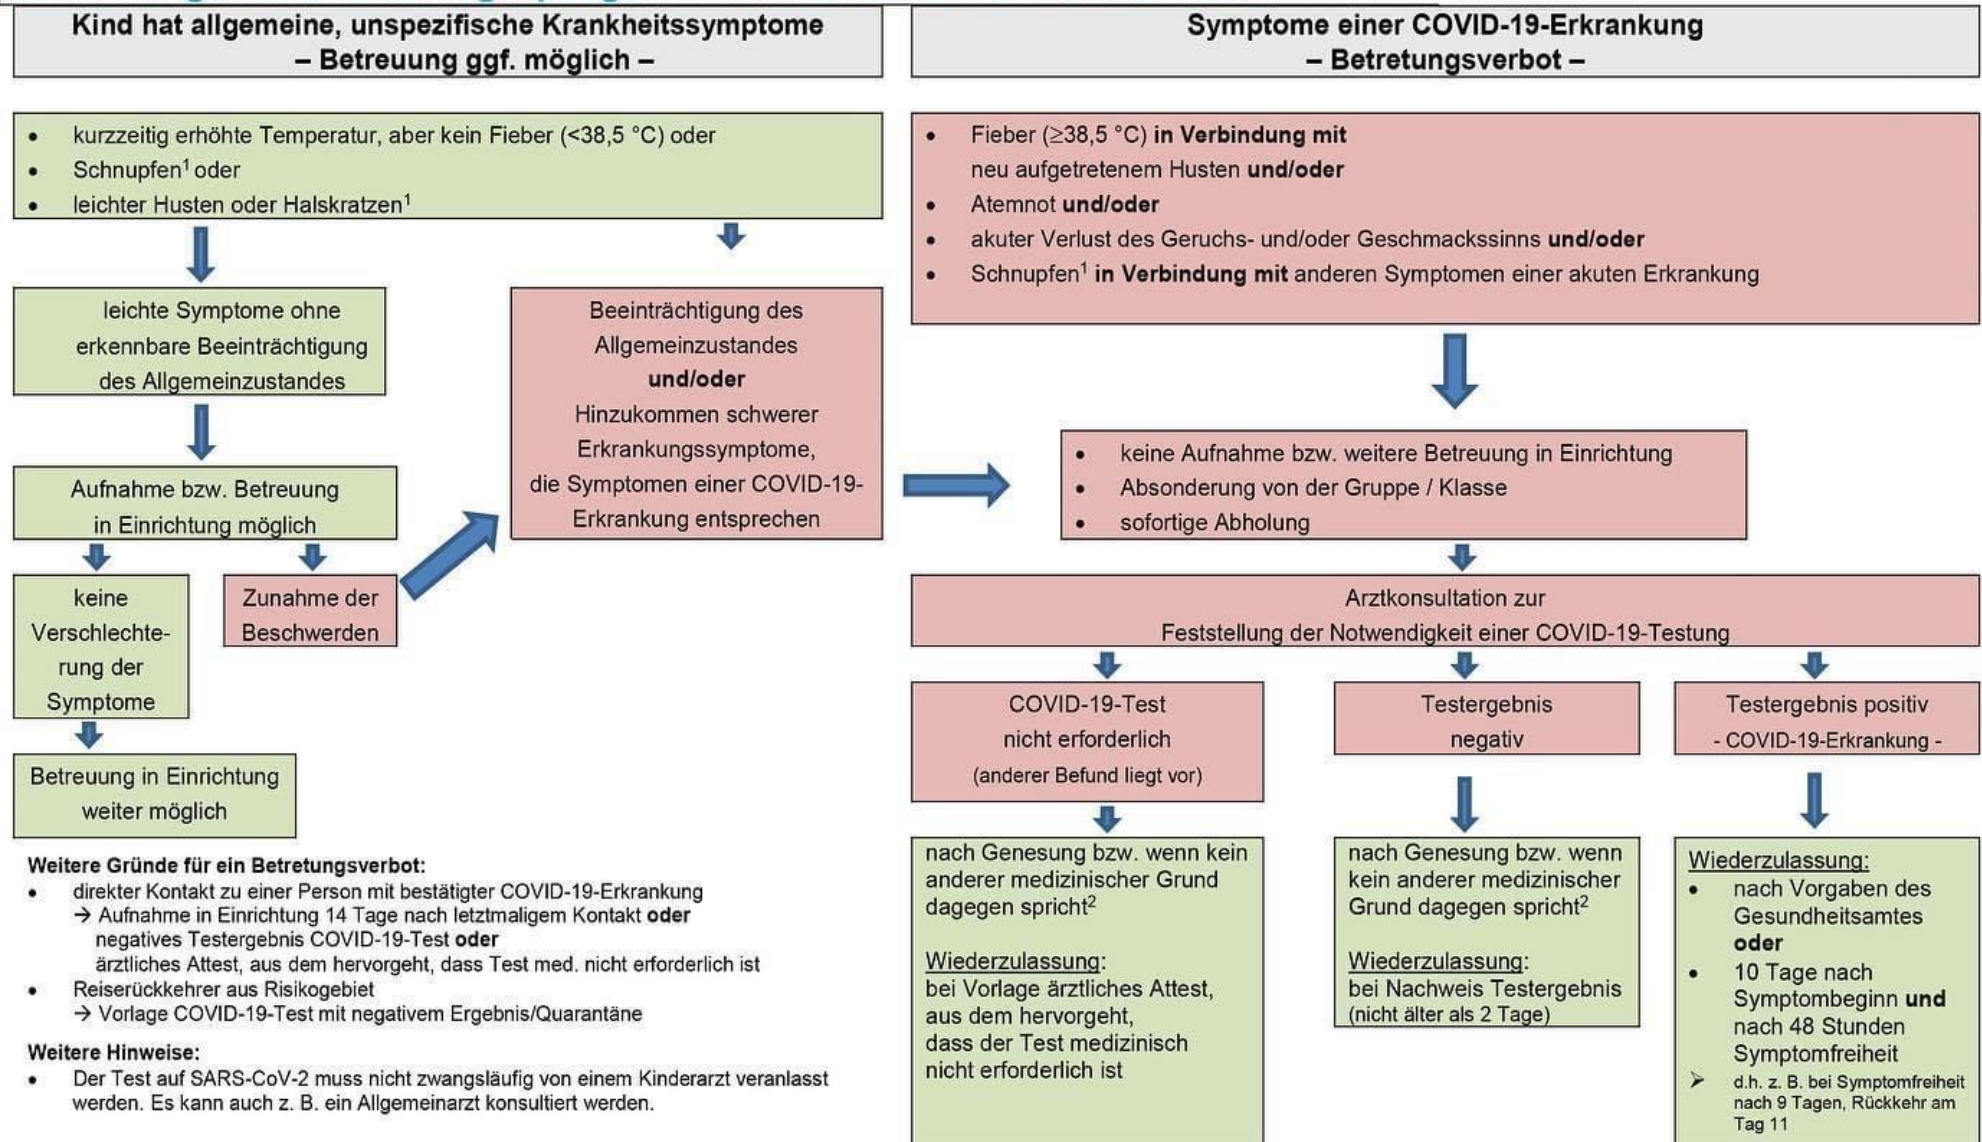 Kind hat allgemeine, unspezifische Krankheitssymptome
– Betreuung ggf. möglich –
kurzzeitig erhöhte Temperatur, aber kein Fieber (<38,5 °C) oder
Schnupfen¹ oder
leichter Husten oder Halskratzen¹
leichte Symptome ohne
erkennbare Beeinträchtigung
des Allgemeinzustandes
Aufnahme bzw. Betreuung
in Einrichtung möglich
keine
Verschlechte-
rung der
Symptome
Zunahme der
Beschwerden
Betreuung in Einrichtung
weiter möglich
Beeinträchtigung des
Allgemeinzustandes
und/oder
Hinzukommen schwerer
Erkrankungssymptome,
die Symptomen einer COVID-19-
Erkrankung entsprechen
Weitere Gründe für ein Betretungsverbot:
• direkter Kontakt zu einer Person mit bestätigter COVID-19-Erkrankung
→ Aufnahme in Einrichtung 14 Tage nach letztmaligem Kontakt oder
negatives Testergebnis COVID-19-Test oder
ärztliches Attest, aus dem hervorgeht, dass Test med. nicht erforderlich ist
• Reiserückkehrer aus Risikogebiet
→ Vorlage COVID-19-Test mit negativem Ergebnis/Quarantäne
Weitere Hinweise:
• Der Test auf SARS-CoV-2 muss nicht zwangsläufig von einem Kinderarzt veranlasst
werden. Es kann auch z. B. ein Allgemeinarzt konsultiert werden.
Symptome einer COVID-19-Erkrankung
– Betretungsverbot –
• Fieber (≥38,5 °C) in Verbindung mit
neu aufgetretenem Husten und/oder
• Atemnot und/oder
• akuter Verlust des Geruchs- und/oder Geschmackssinns und/oder
• Schnupfen¹ in Verbindung mit anderen Symptomen einer akuten Erkrankung
• keine Aufnahme bzw. weitere Betreuung in Einrichtung
• Absonderung von der Gruppe / Klasse
• sofortige Abholung
Arztkonsultation zur
Feststellung der Notwendigkeit einer COVID-19-Testung
COVID-19-Test
nicht erforderlich
(anderer Befund liegt vor)
nach Genesung bzw. wenn kein
anderer medizinischer Grund
dagegen spricht²
Wiederzulassung:
bei Vorlage ärztliches Attest,
aus dem hervorgeht,
dass der Test medizinisch
nicht erforderlich ist
Testergebnis
negativ
nach Genesung bzw. wenn
kein anderer medizinischer
Grund dagegen spricht²
Wiederzulassung:
bei Nachweis Testergebnis
(nicht älter als 2 Tage)
Testergebnis positiv
- COVID-19-Erkrankung -
Wiederzulassung:
• nach Vorgaben des
Gesundheitsamtes
oder
• 10 Tage nach
Symptombeginn und
nach 48 Stunden
Symptomfreiheit
➢ d.h. z. B. bei Symptomfreiheit
nach 9 Tagen, Rückkehr am
Tag 11